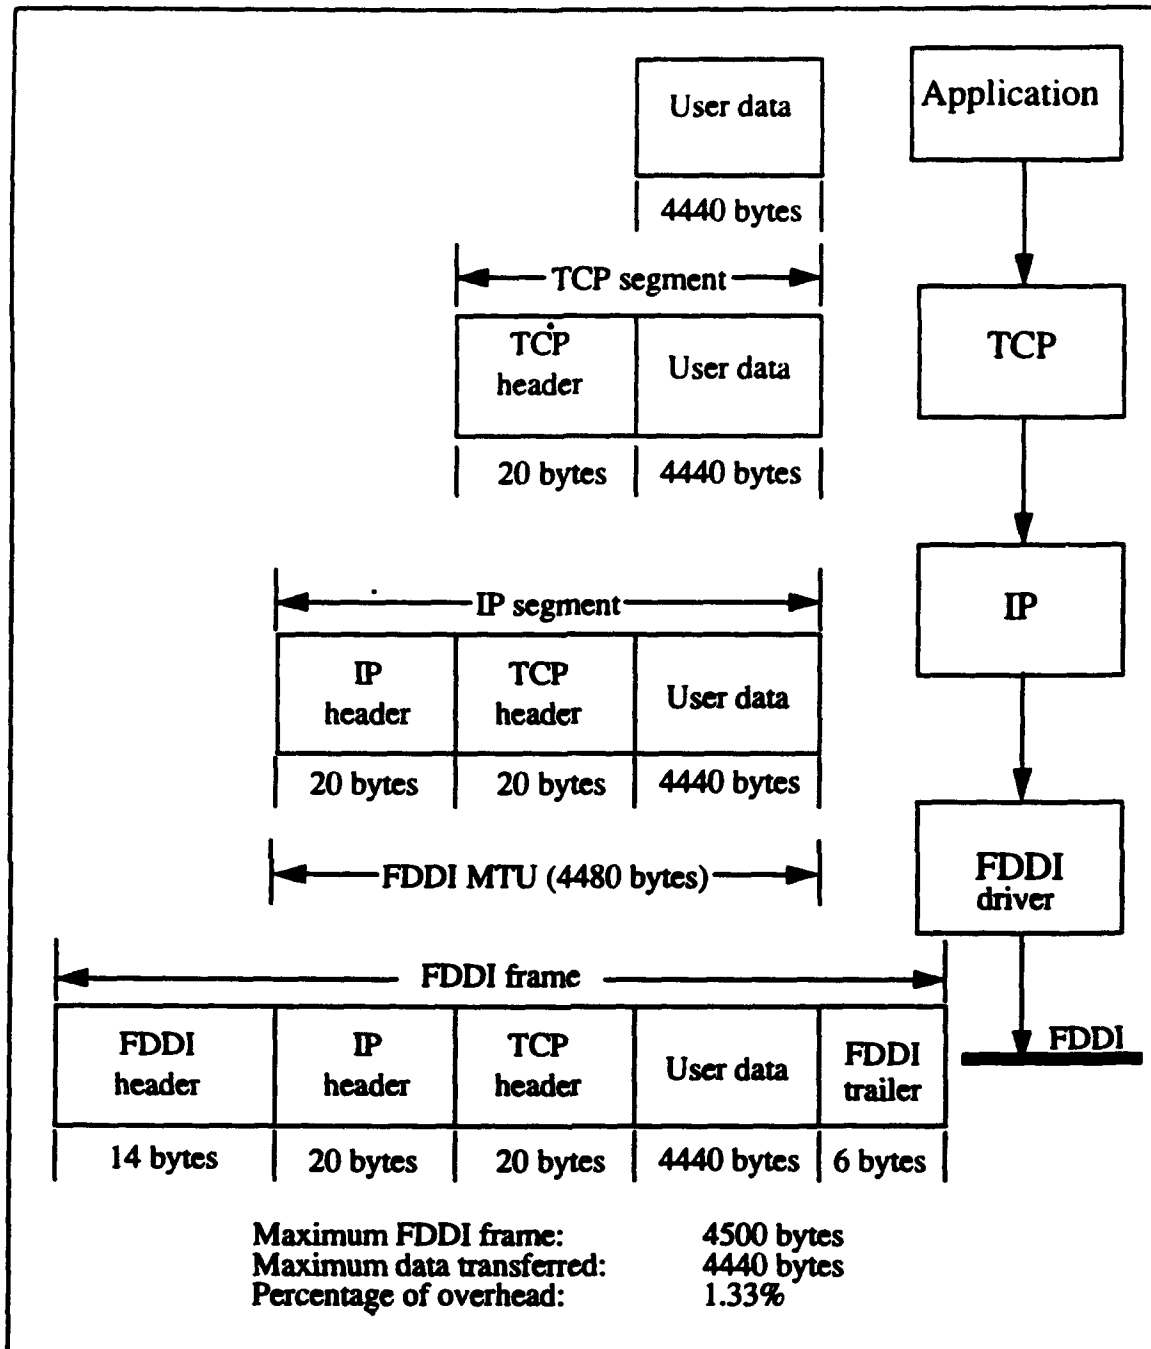 User data
Application
4440 bytes
TCP segment
TCP
header
User data
TCP
20 bytes
4440 bytes
IP segment
IP
header
TCP
header
User data
IP
20 bytes
20 bytes
4440 bytes
FDDI MTU (4480 bytes)
FDDI
driver
FDDI frame
FDDI
header
IP
header
TCP
header
User data
FDDI
trailer
FDDI
14 bytes
20 bytes
20 bytes
4440 bytes
6 bytes
Maximum FDDI frame: 4500 bytes
Maximum data transferred: 4440 bytes
Percentage of overhead: 1.33%